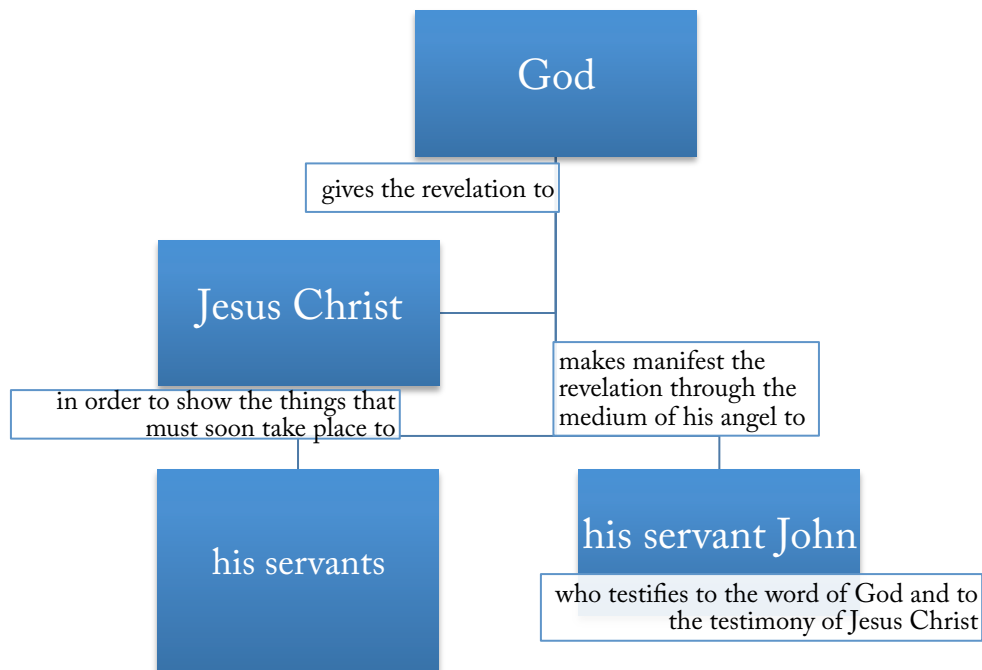 God
gives the revelation to
Jesus Christ
makes manifest the
revelation through the
medium of his angel to
in order to show the things that
must soon take place to
his servants
his servant John
who testifies to the word of God and to
the testimony of Jesus Christ